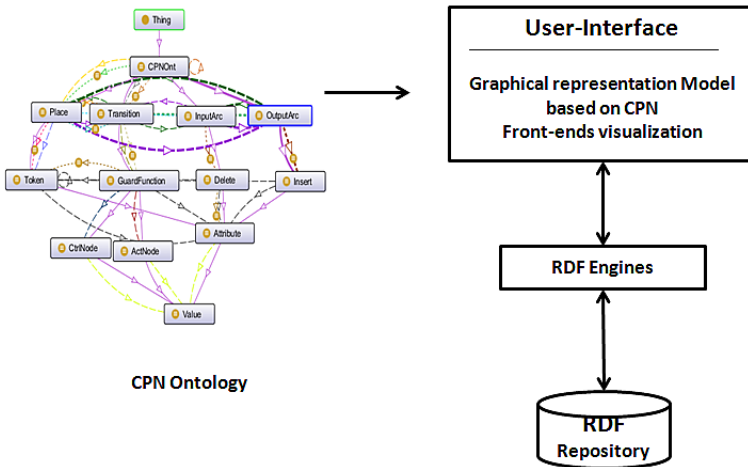 Thing
CPNOnt
Place
Transition
InputArc
OutputArc
Token
GuardFunction
Delete
Insert
Attribute
CtrlNode
ActNode
Value
CPN Ontology
User-Interface
Graphical representation Model
based on CPN
Front-ends visualization
RDF Engines
RDF
Repository